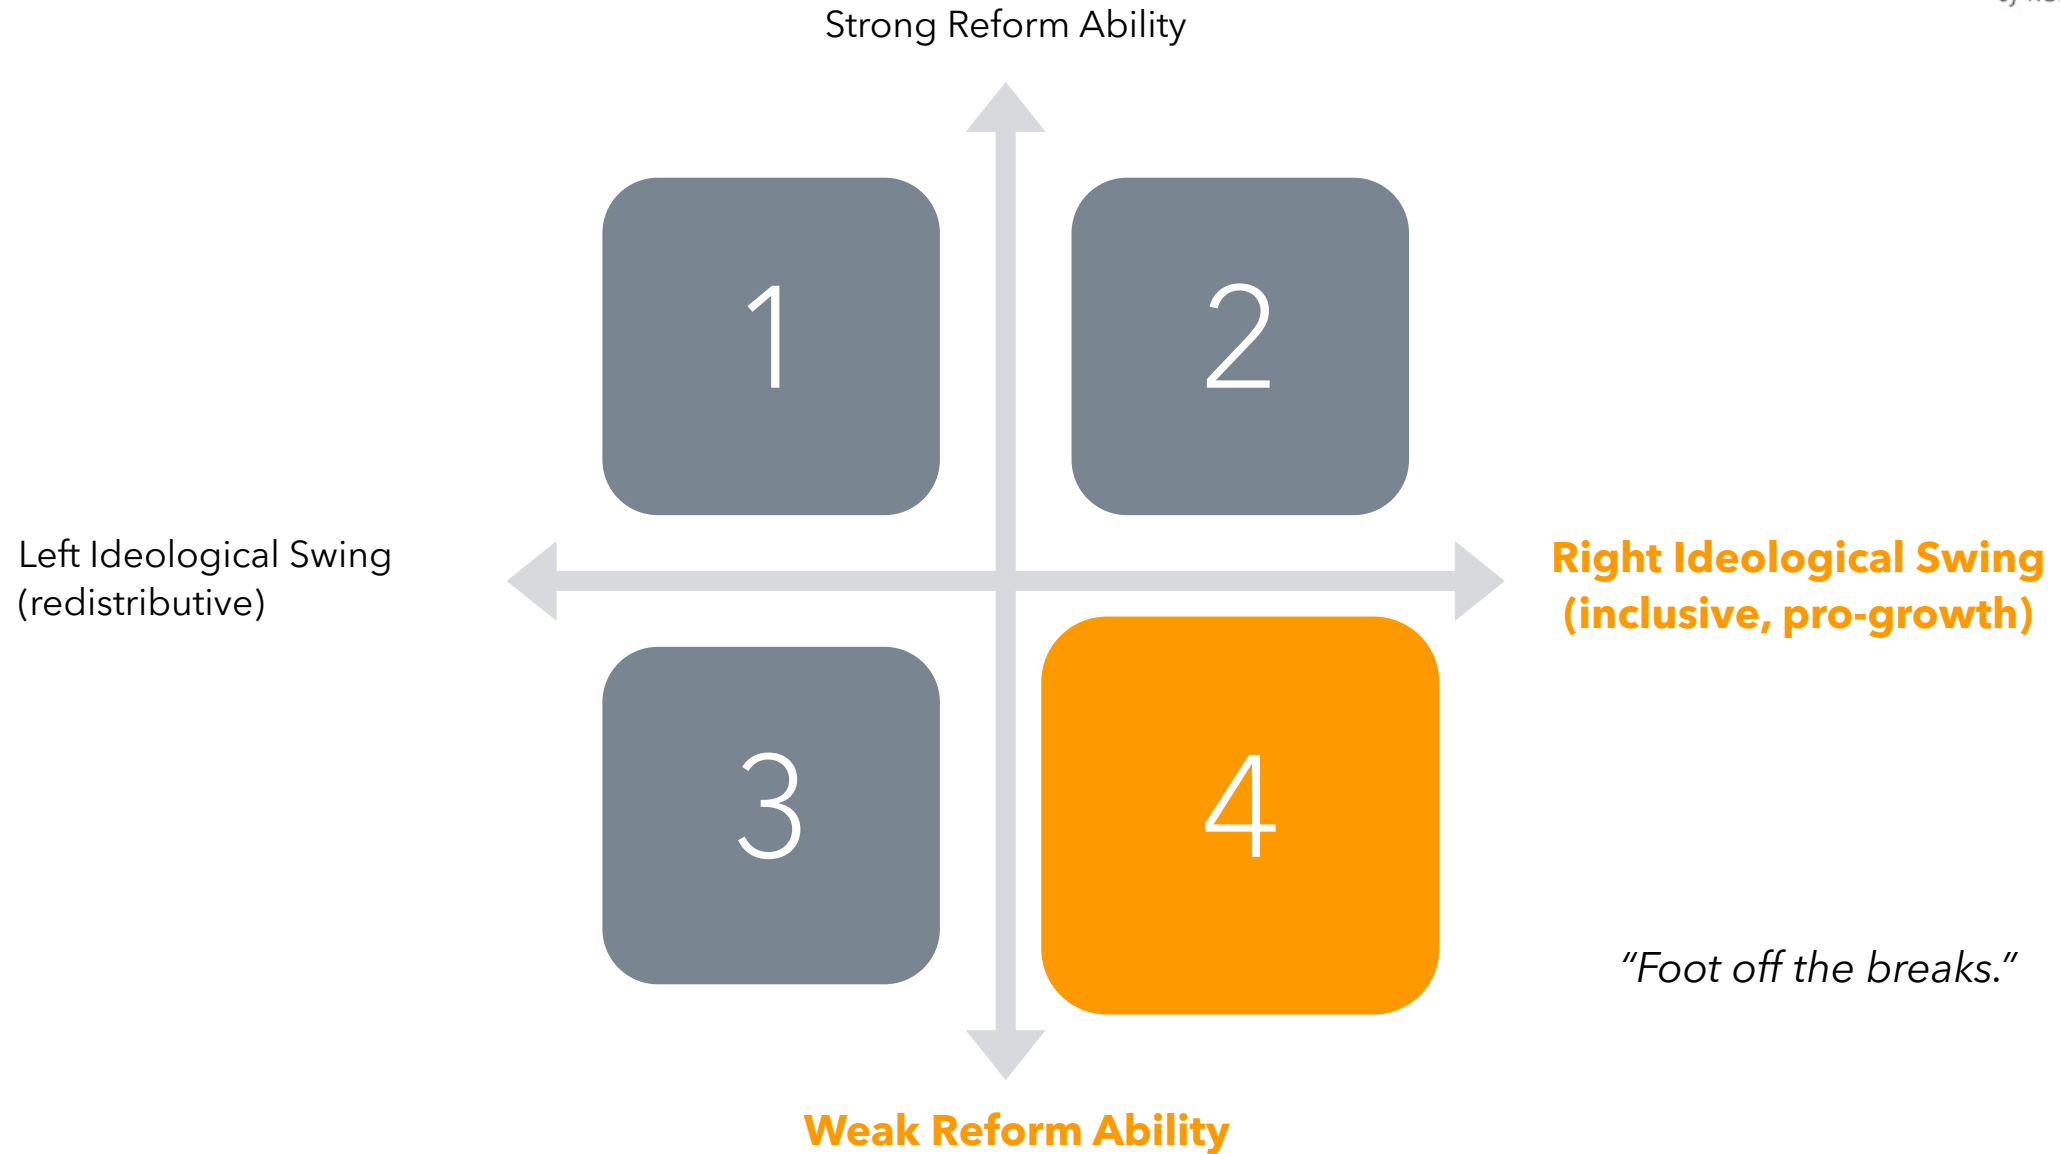 Strong Reform Ability
1
2
Left Ideological Swing
(redistributive)
Right Ideological Swing
(inclusive, pro-growth)
3
4
“Foot off the breaks.”
Weak Reform Ability